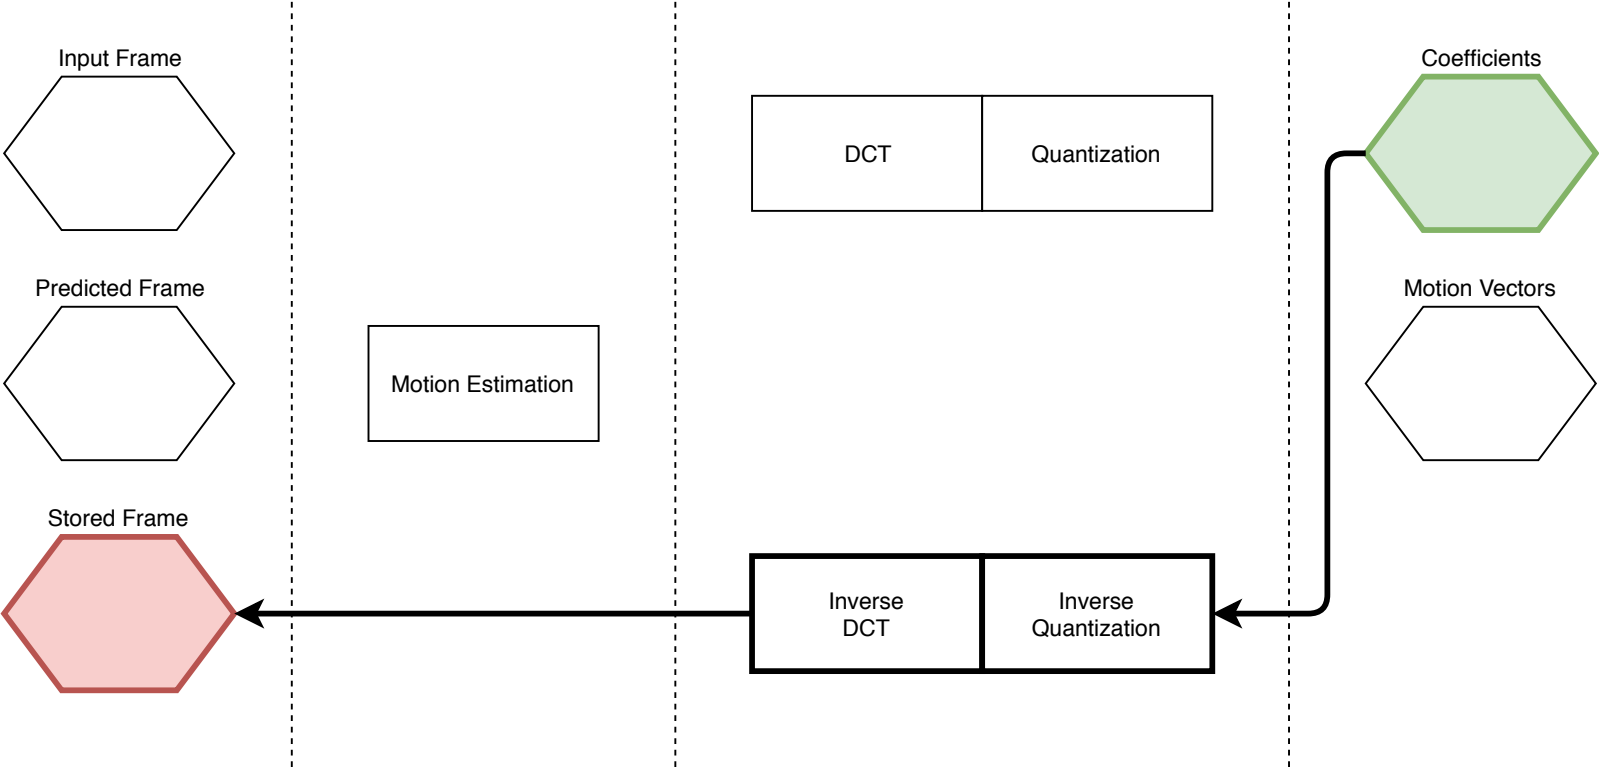 Input Frame
Coefficients
DCT
Quantization
Predicted Frame
Motion Vectors
Motion Estimation
Stored Frame
Inverse
DCT
Inverse
Quantization